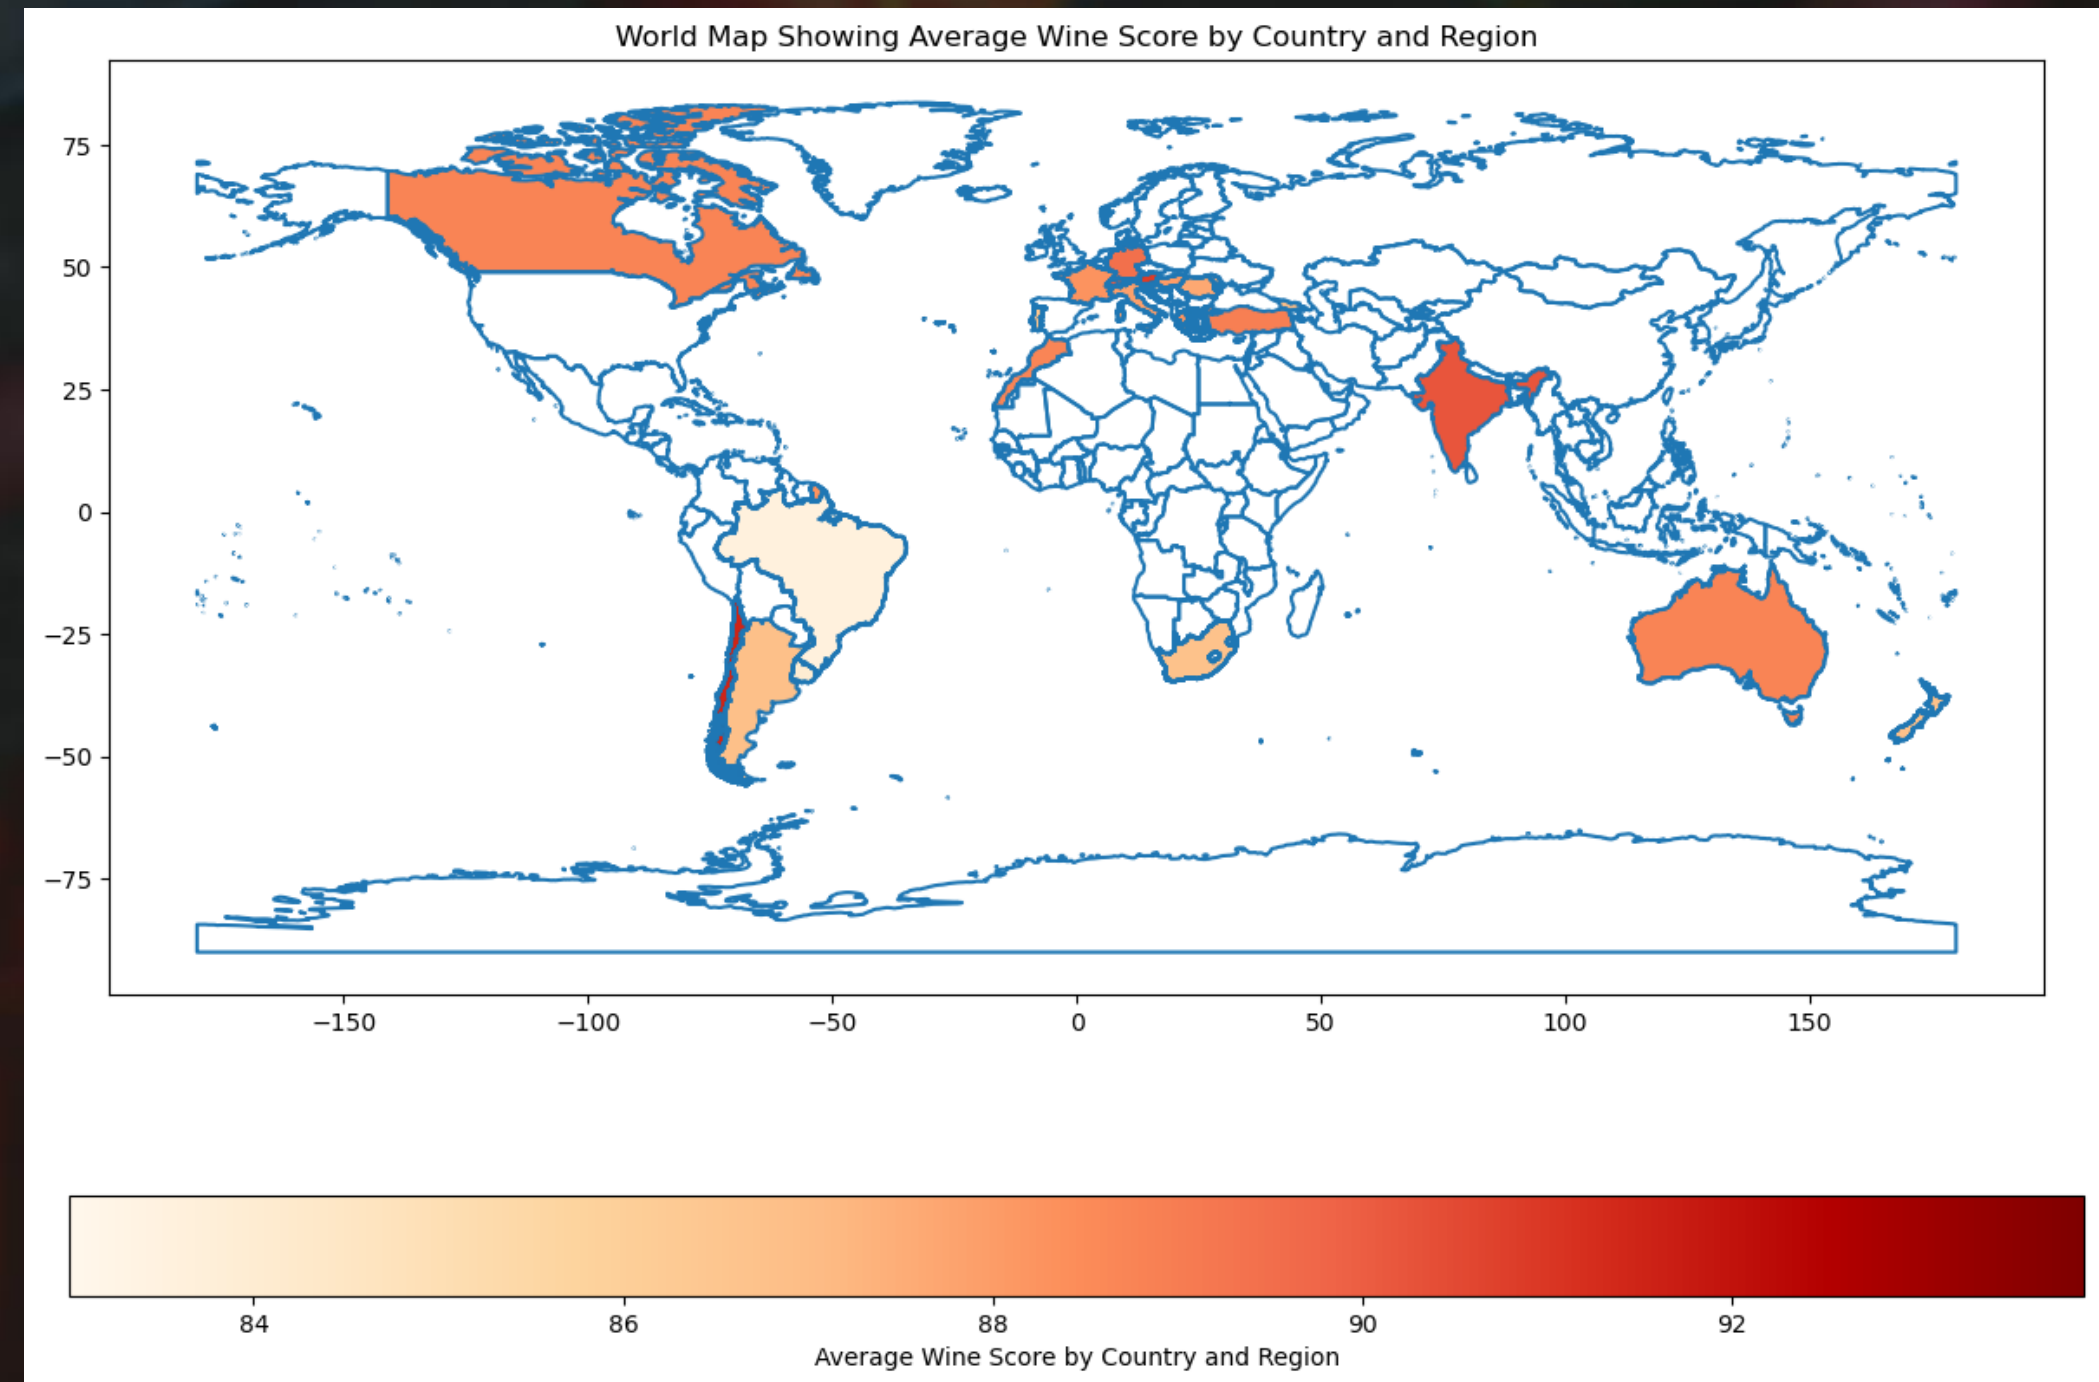 World Map Showing Average Wine Score by Country and Region
75
50
25
0
−25
−50
−75
−150 −100 −50 0 50 100 150
84 86 88 90 92
Average Wine Score by Country and Region